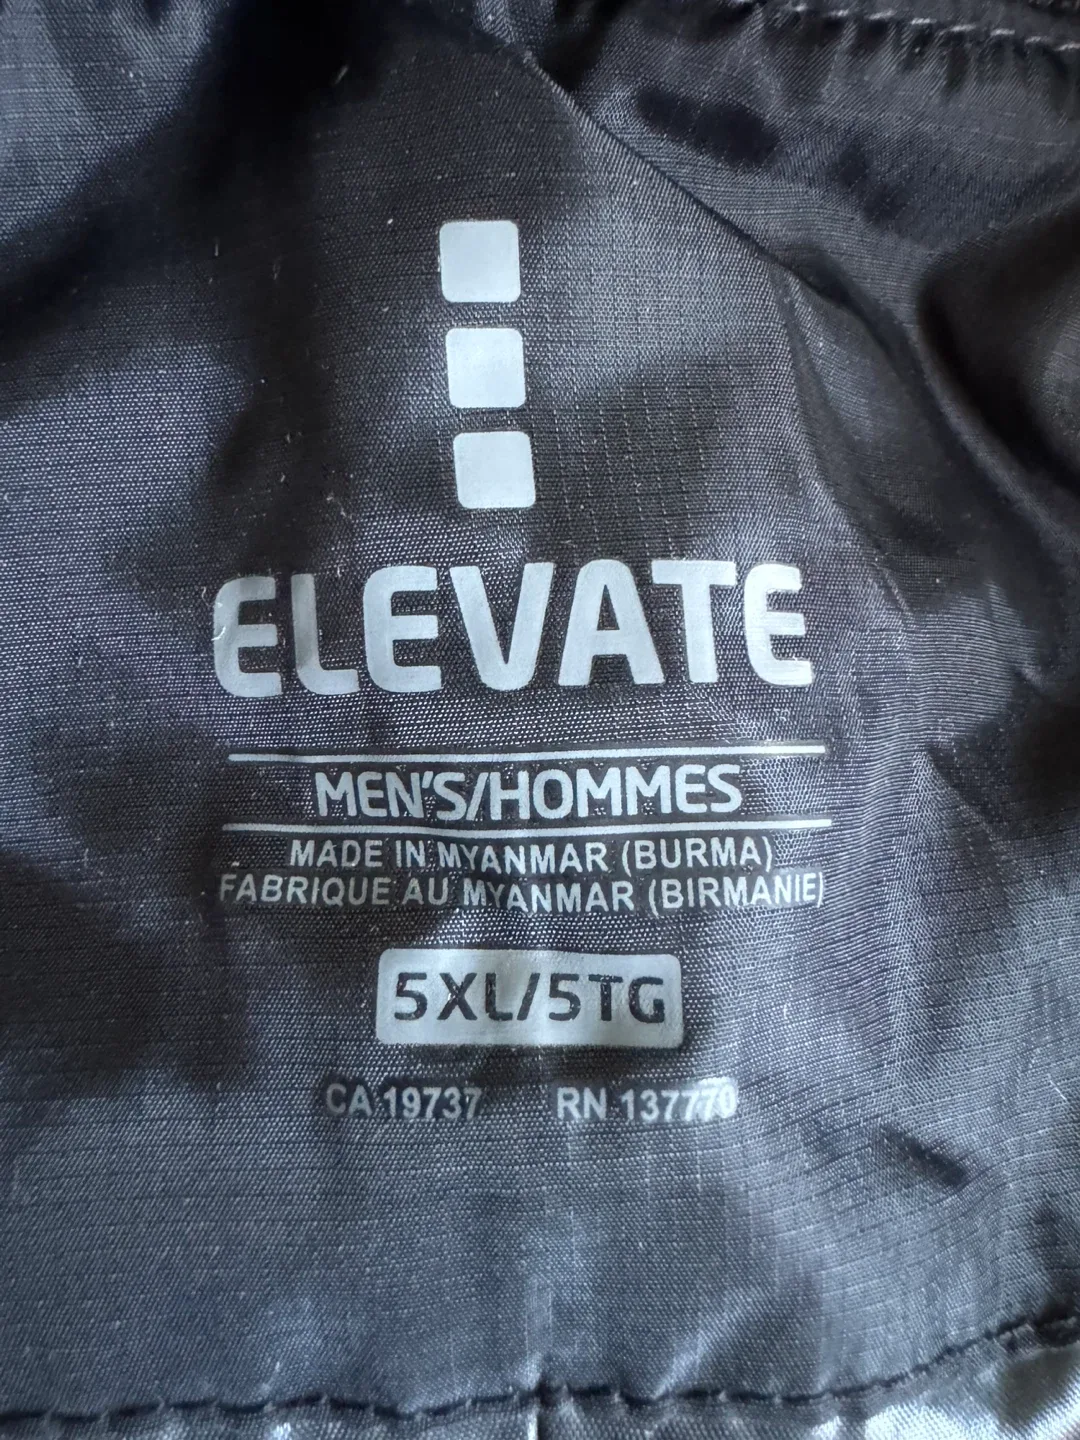 ELEVATE
MEN'S/HOMMES
MADE IN MYANMAR (BURMA)
FABRIQUE AU MYANMAR (BIRMANIE)
5XL/5TG
CA 19737 RN 137770